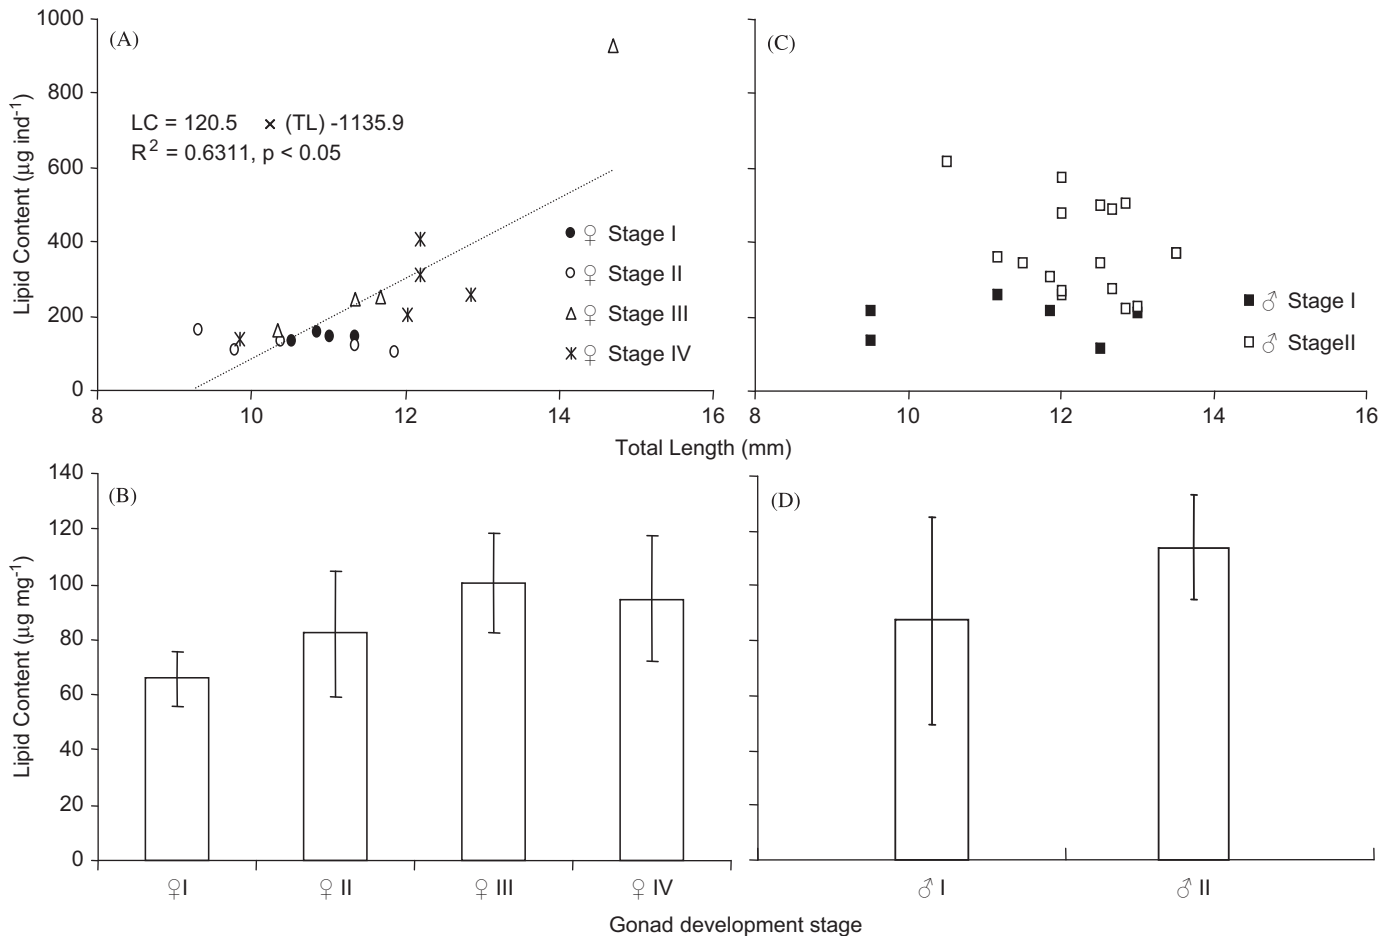 (A)
1000
800
600
400
200
0
LC = 120.5 × (TL) -1135.9
R² = 0.6311, p < 0.05
♀ Stage I
♀ Stage II
♀ Stage III
♀ Stage IV
8 10 12 14 16
Lipid Content (µg ind⁻¹)
(C)
♂ Stage I
♂ StageII
8 10 12 14 16
Total Length (mm)
(B)
140
120
100
80
60
40
20
0
Lipid Content (µg mg⁻¹)
♀I ♀ II ♀ III ♀ IV
(D)
♂ I ♂ II
Gonad development stage